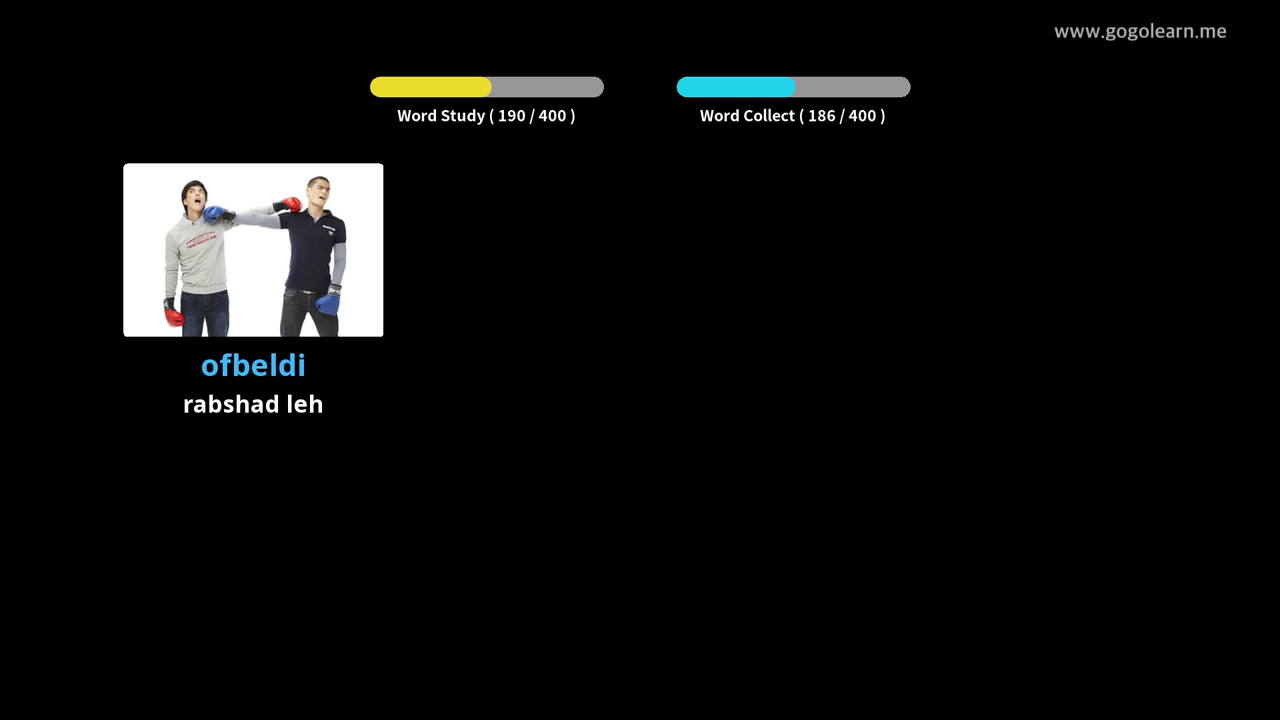 www.gogolearn.me
Word Study ( 190 / 400 )
Word Collect ( 186 / 400 )
ofbeldi
rabshad leh